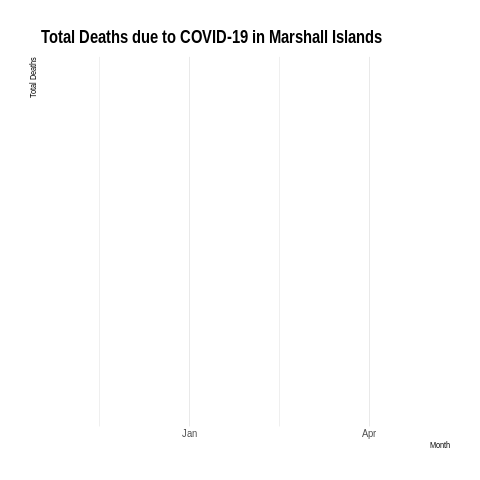 Total Deaths due to COVID-19 in Marshall Islands
Total Deaths
Jan
Apr
Month